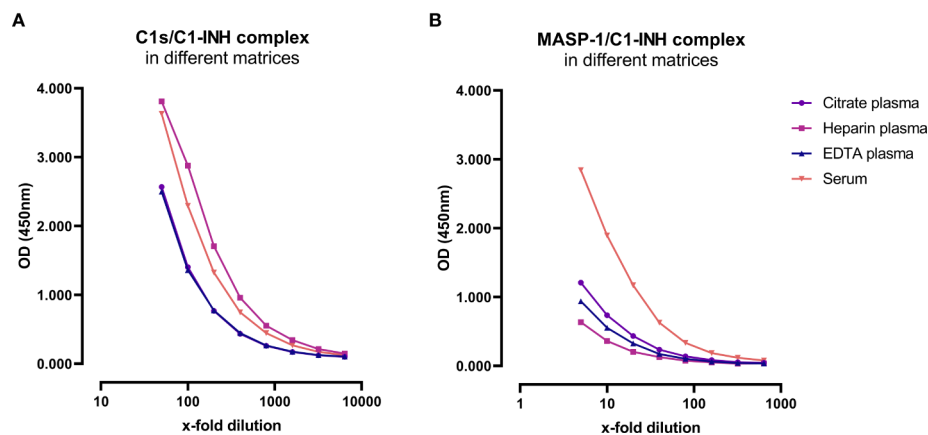 A
C1s/C1-INH complex
in different matrices
OD (450nm)
4.000
3.000
2.000
1.000
0.000
10
100
1000
10000
x-fold dilution
B
MASP-1/C1-INH complex
in different matrices
OD (450nm)
4.000
3.000
2.000
1.000
0.000
1
10
100
1000
x-fold dilution
Citrate plasma
Heparin plasma
EDTA plasma
Serum